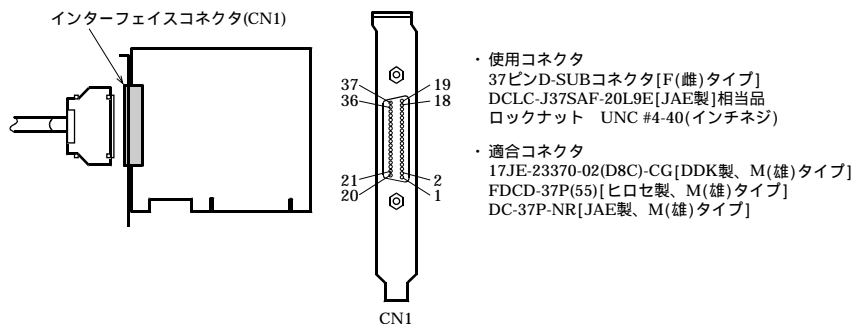 インターフェイスコネクタ(CN1)
37
36
19
18
21
20
2
1
CN1
・ 使用コネクタ
37ピンD-SUBコネクタ[F(雌)タイプ]
DCLC-J37SAF-20L9E[JAE製]相当品
ロックナット　UNC #4-40(インチネジ)
・ 適合コネクタ
17JE-23370-02(D8C)-CG[DDK製、M(雄)タイプ]
FDCD-37P(55)[ヒロセ製、M(雄)タイプ]
DC-37P-NR[JAE製、M(雄)タイプ]